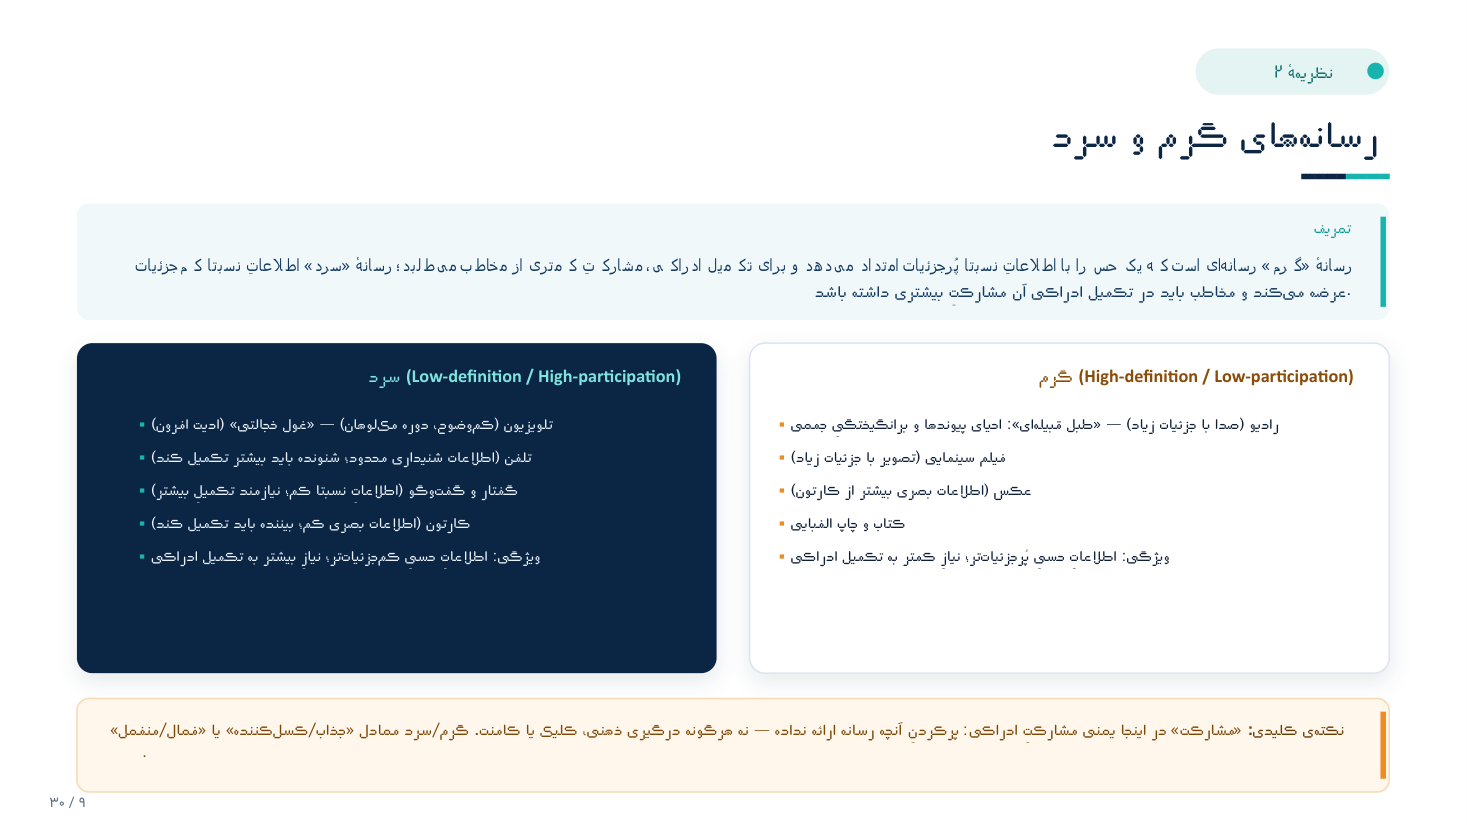 نظریهٔ ۲
رسانه‌های گرم و سرد
تعریف
رسانهٔ «گرم» رسانه‌ای است که یک حس را با اطلاعاتِ نسبتا پُرجزئیات امتداد می‌دهد و برای تکمیل ادراکی، مشارکتِ کمتری از مخاطب می‌طلبد؛ رسانهٔ «سرد» اطلاعاتِ نسبتا کم‌جزئیات
عرضه می‌کند و مخاطب باید در تکمیل ادراکی آن مشارکتِ بیشتری داشته باشد.
گرم (High-definition / Low-participation)
رادیو (صدا با جزئیات زیاد) — «طبل قبیله‌ای»: احیای پیوندها و برانگیختگیِ جمعی
فیلم سینمایی (تصویر با جزئیات زیاد)
عکس (اطلاعات بصری بیشتر از کارتون)
کتاب و چاپ الفبایی
ویژگی: اطلاعاتِ حسیِ پُرجزئیات‌تر؛ نیازِ کمتر به تکمیل ادراکی
سرد (Low-definition / High-participation)
تلویزیون (کم‌وضوح، دوره مک‌لوهان) — «غول خجالتی» (ادیت افرون)
تلفن (اطلاعات شنیداری محدود؛ شنونده باید بیشتر تکمیل کند)
گفتار و گفت‌وگو (اطلاعاتِ نسبتا کم؛ نیازمند تکمیل بیشتر)
کارتون (اطلاعات بصری کم؛ بیننده باید تکمیل کند)
ویژگی: اطلاعاتِ حسیِ کم‌جزئیات‌تر؛ نیازِ بیشتر به تکمیل ادراکی
نکته‌ی کلیدی: «مشارکت» در اینجا یعنی مشارکتِ ادراکی: پرکردنِ آنچه رسانه ارائه نداده — نه هرگونه درگیری ذهنی، کلیک یا کامنت. گرم/سرد معادل «جذاب/کسل‌کننده» یا «فعال/منفعل»
.
۳۰ / ۹